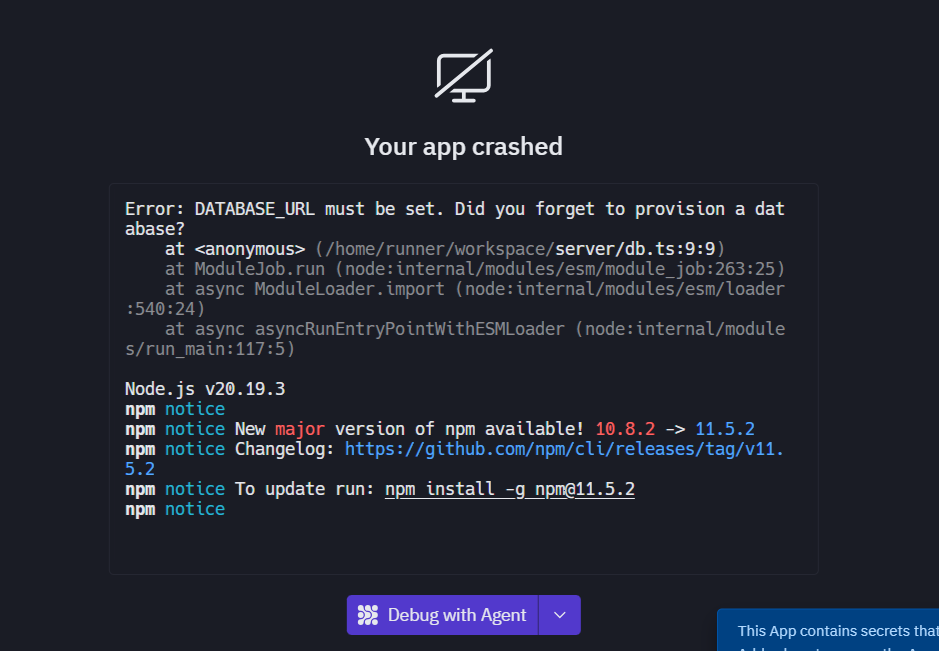 Your app crashed
Error: DATABASE_URL must be set. Did you forget to provision a dat
abase?
    at <anonymous> (/home/runner/workspace/server/db.ts:9:9)
    at ModuleJob.run (node:internal/modules/esm/module_job:263:25)
    at async ModuleLoader.import (node:internal/modules/esm/loader
:540:24)
    at async asyncRunEntryPointWithESMLoader (node:internal/module
s/run_main:117:5)
Node.js v20.19.3
npm notice
npm notice New major version of npm available! 10.8.2 -> 11.5.2
npm notice Changelog: https://github.com/npm/cli/releases/tag/v11.
5.2
npm notice To update run: npm install -g npm@11.5.2
npm notice
Debug with Agent
This App contains secrets that